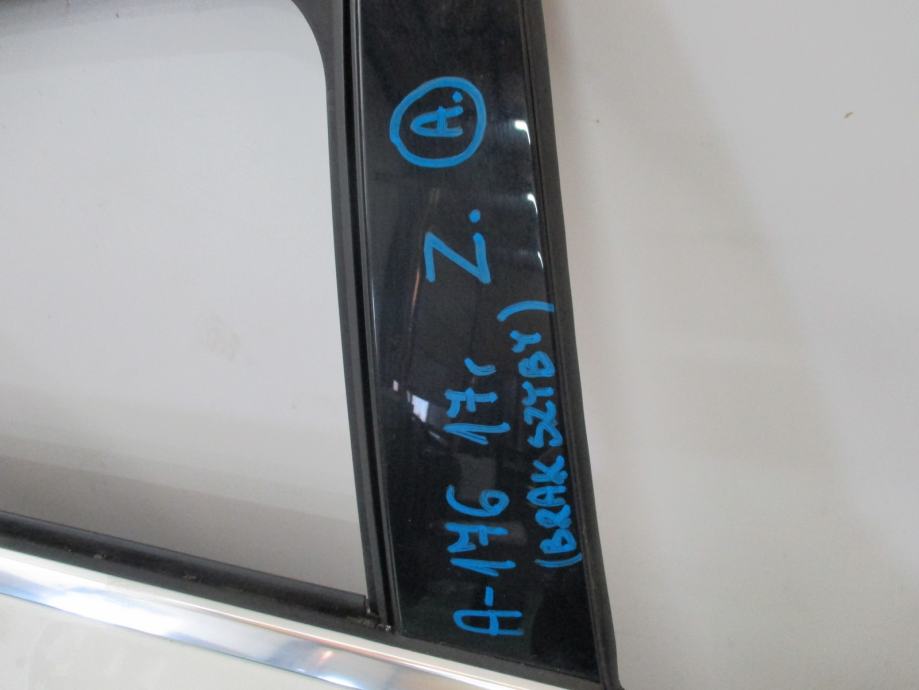 A-176 17r Z. A.
(BRAK SZYBY)